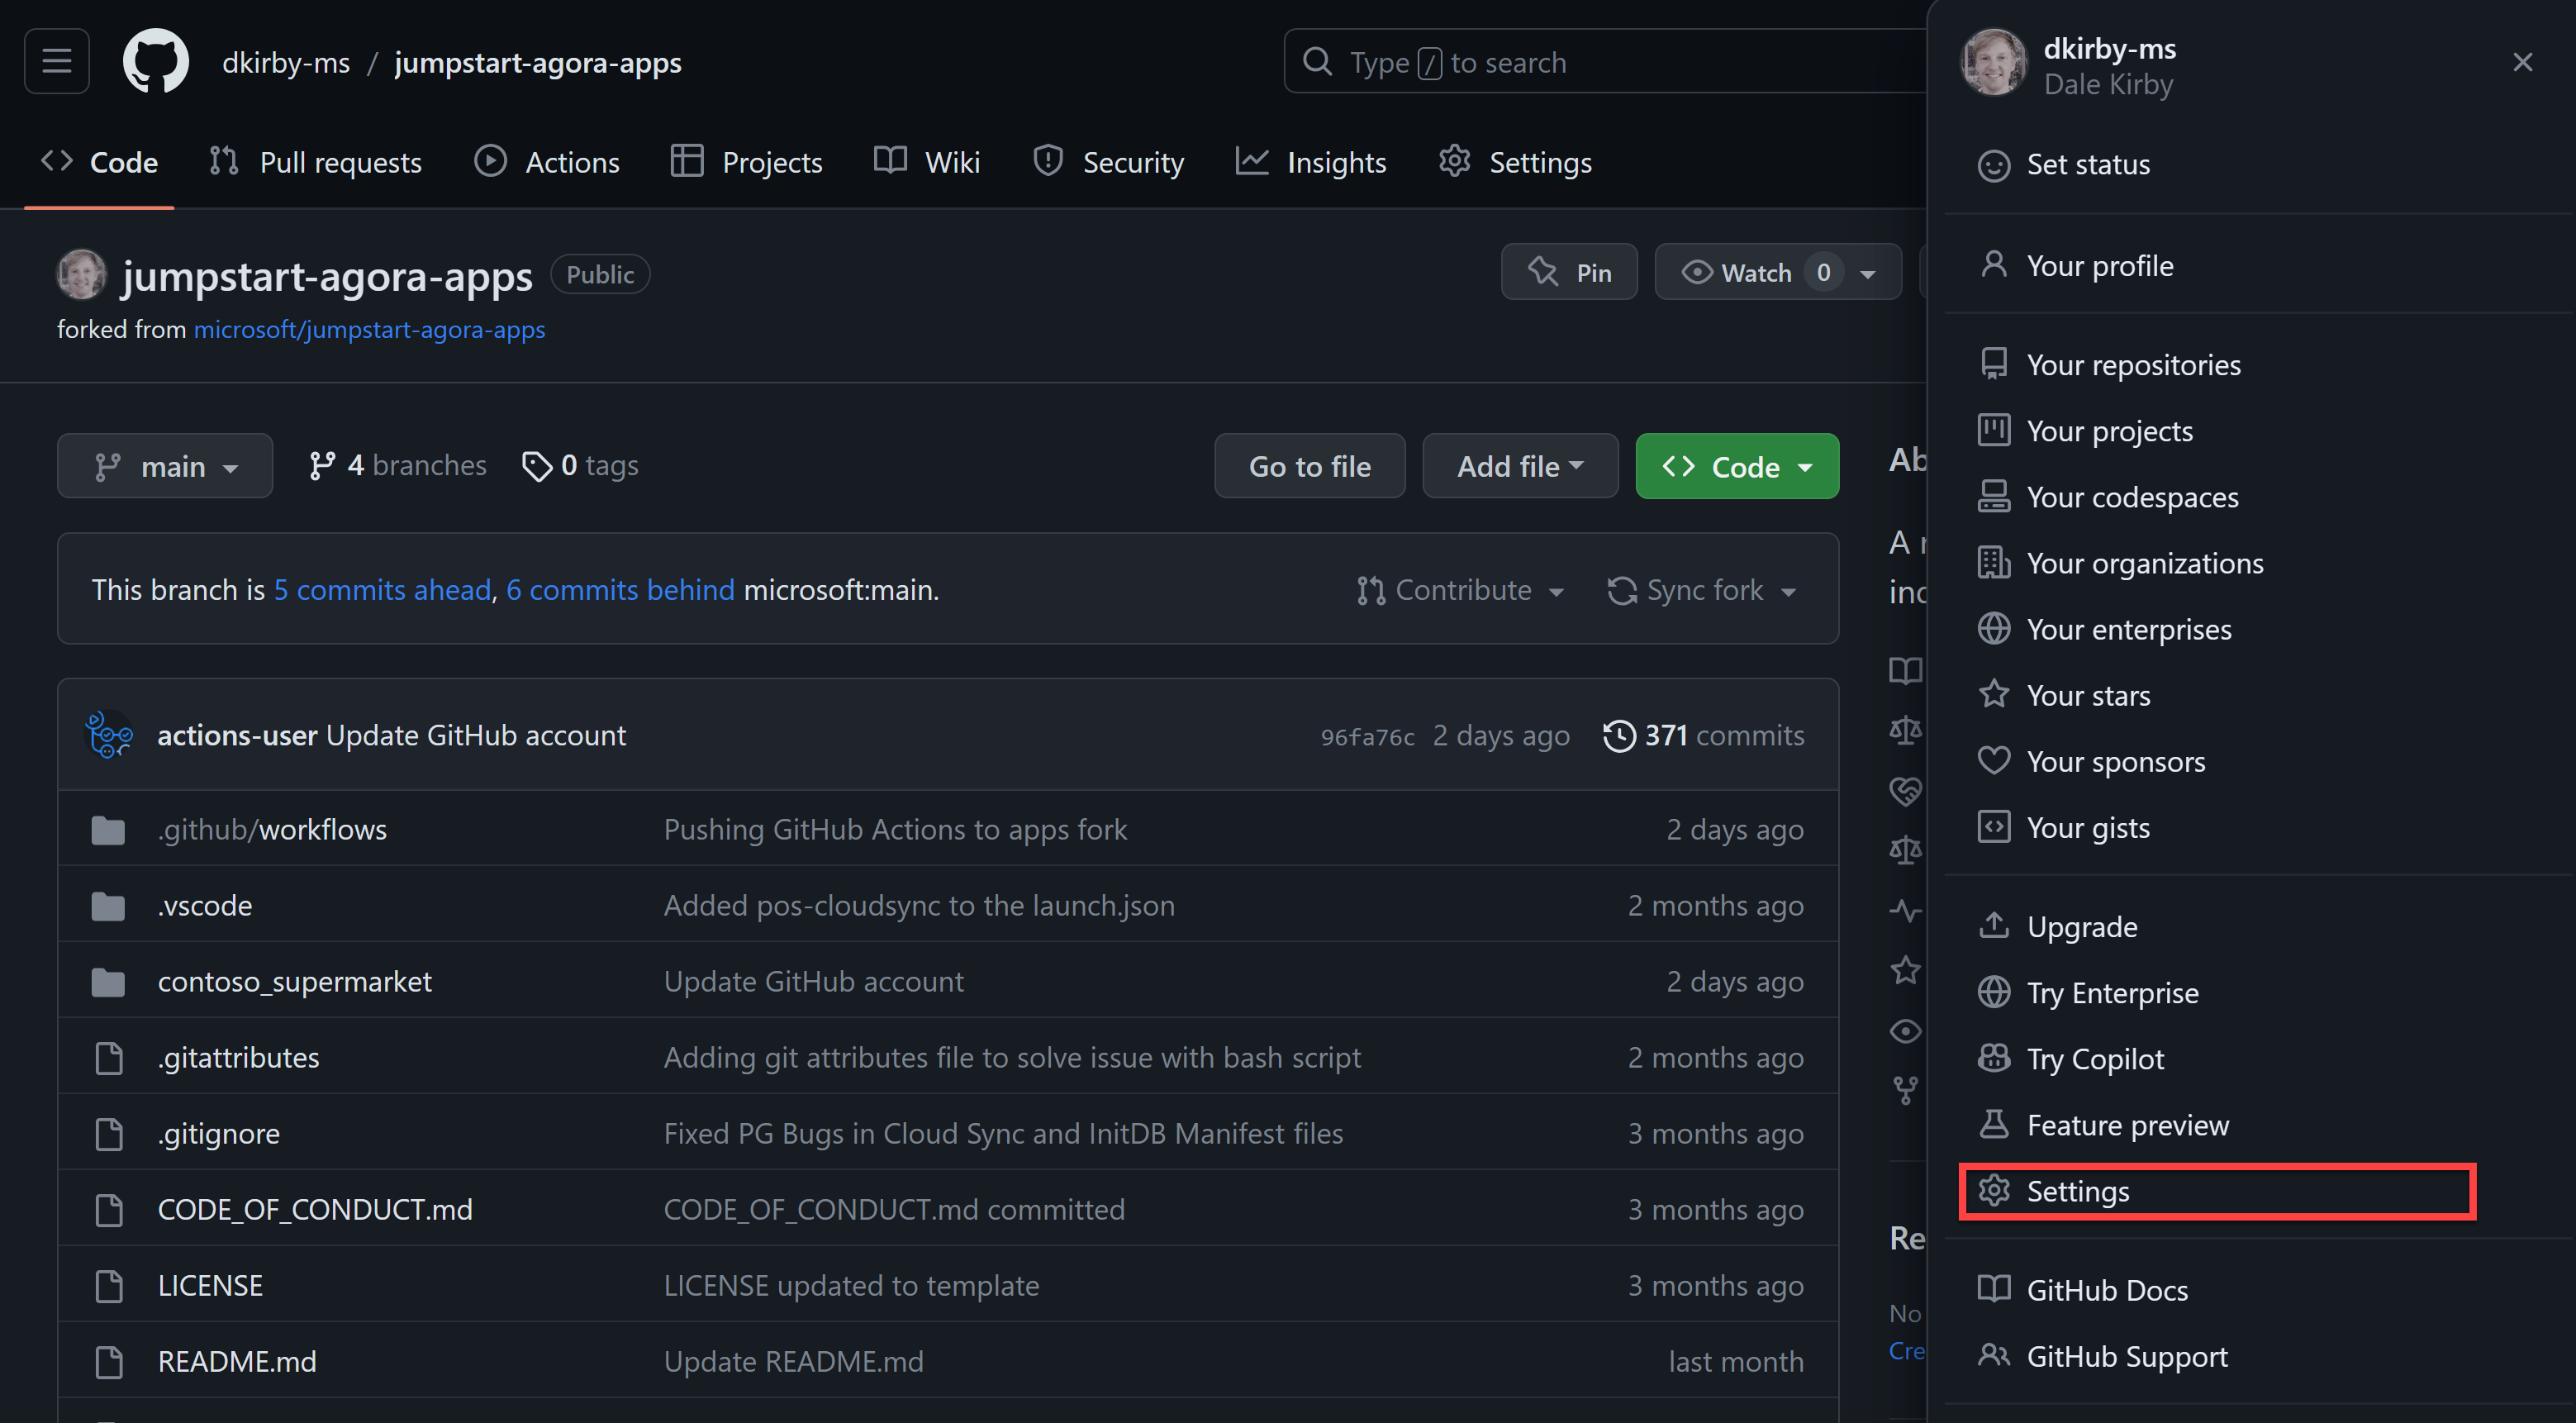 dkirby-ms / jumpstart-agora-apps
Type / to search
Code Pull requests Actions Projects Wiki Security Insights Settings
jumpstart-agora-apps Public
Pin
Watch 0
forked from microsoft/jumpstart-agora-apps
main
4 branches
0 tags
Go to file
Add file
Code
This branch is 5 commits ahead, 6 commits behind microsoft:main.
Contribute
Sync fork
actions-user Update GitHub account 96fa76c 2 days ago 371 commits
.github/workflows Pushing GitHub Actions to apps fork 2 days ago
.vscode Added pos-cloudsync to the launch.json 2 months ago
contoso_supermarket Update GitHub account 2 days ago
.gitattributes Adding git attributes file to solve issue with bash script 2 months ago
.gitignore Fixed PG Bugs in Cloud Sync and InitDB Manifest files 3 months ago
CODE_OF_CONDUCT.md CODE_OF_CONDUCT.md committed 3 months ago
LICENSE LICENSE updated to template 3 months ago
README.md Update README.md last month
Ab
A
Re
No
Cre
dkirby-ms
Dale Kirby
Set status
Your profile
Your repositories
Your projects
Your codespaces
Your organizations
Your enterprises
Your stars
Your sponsors
Your gists
Upgrade
Try Enterprise
Try Copilot
Feature preview
Settings
GitHub Docs
GitHub Support